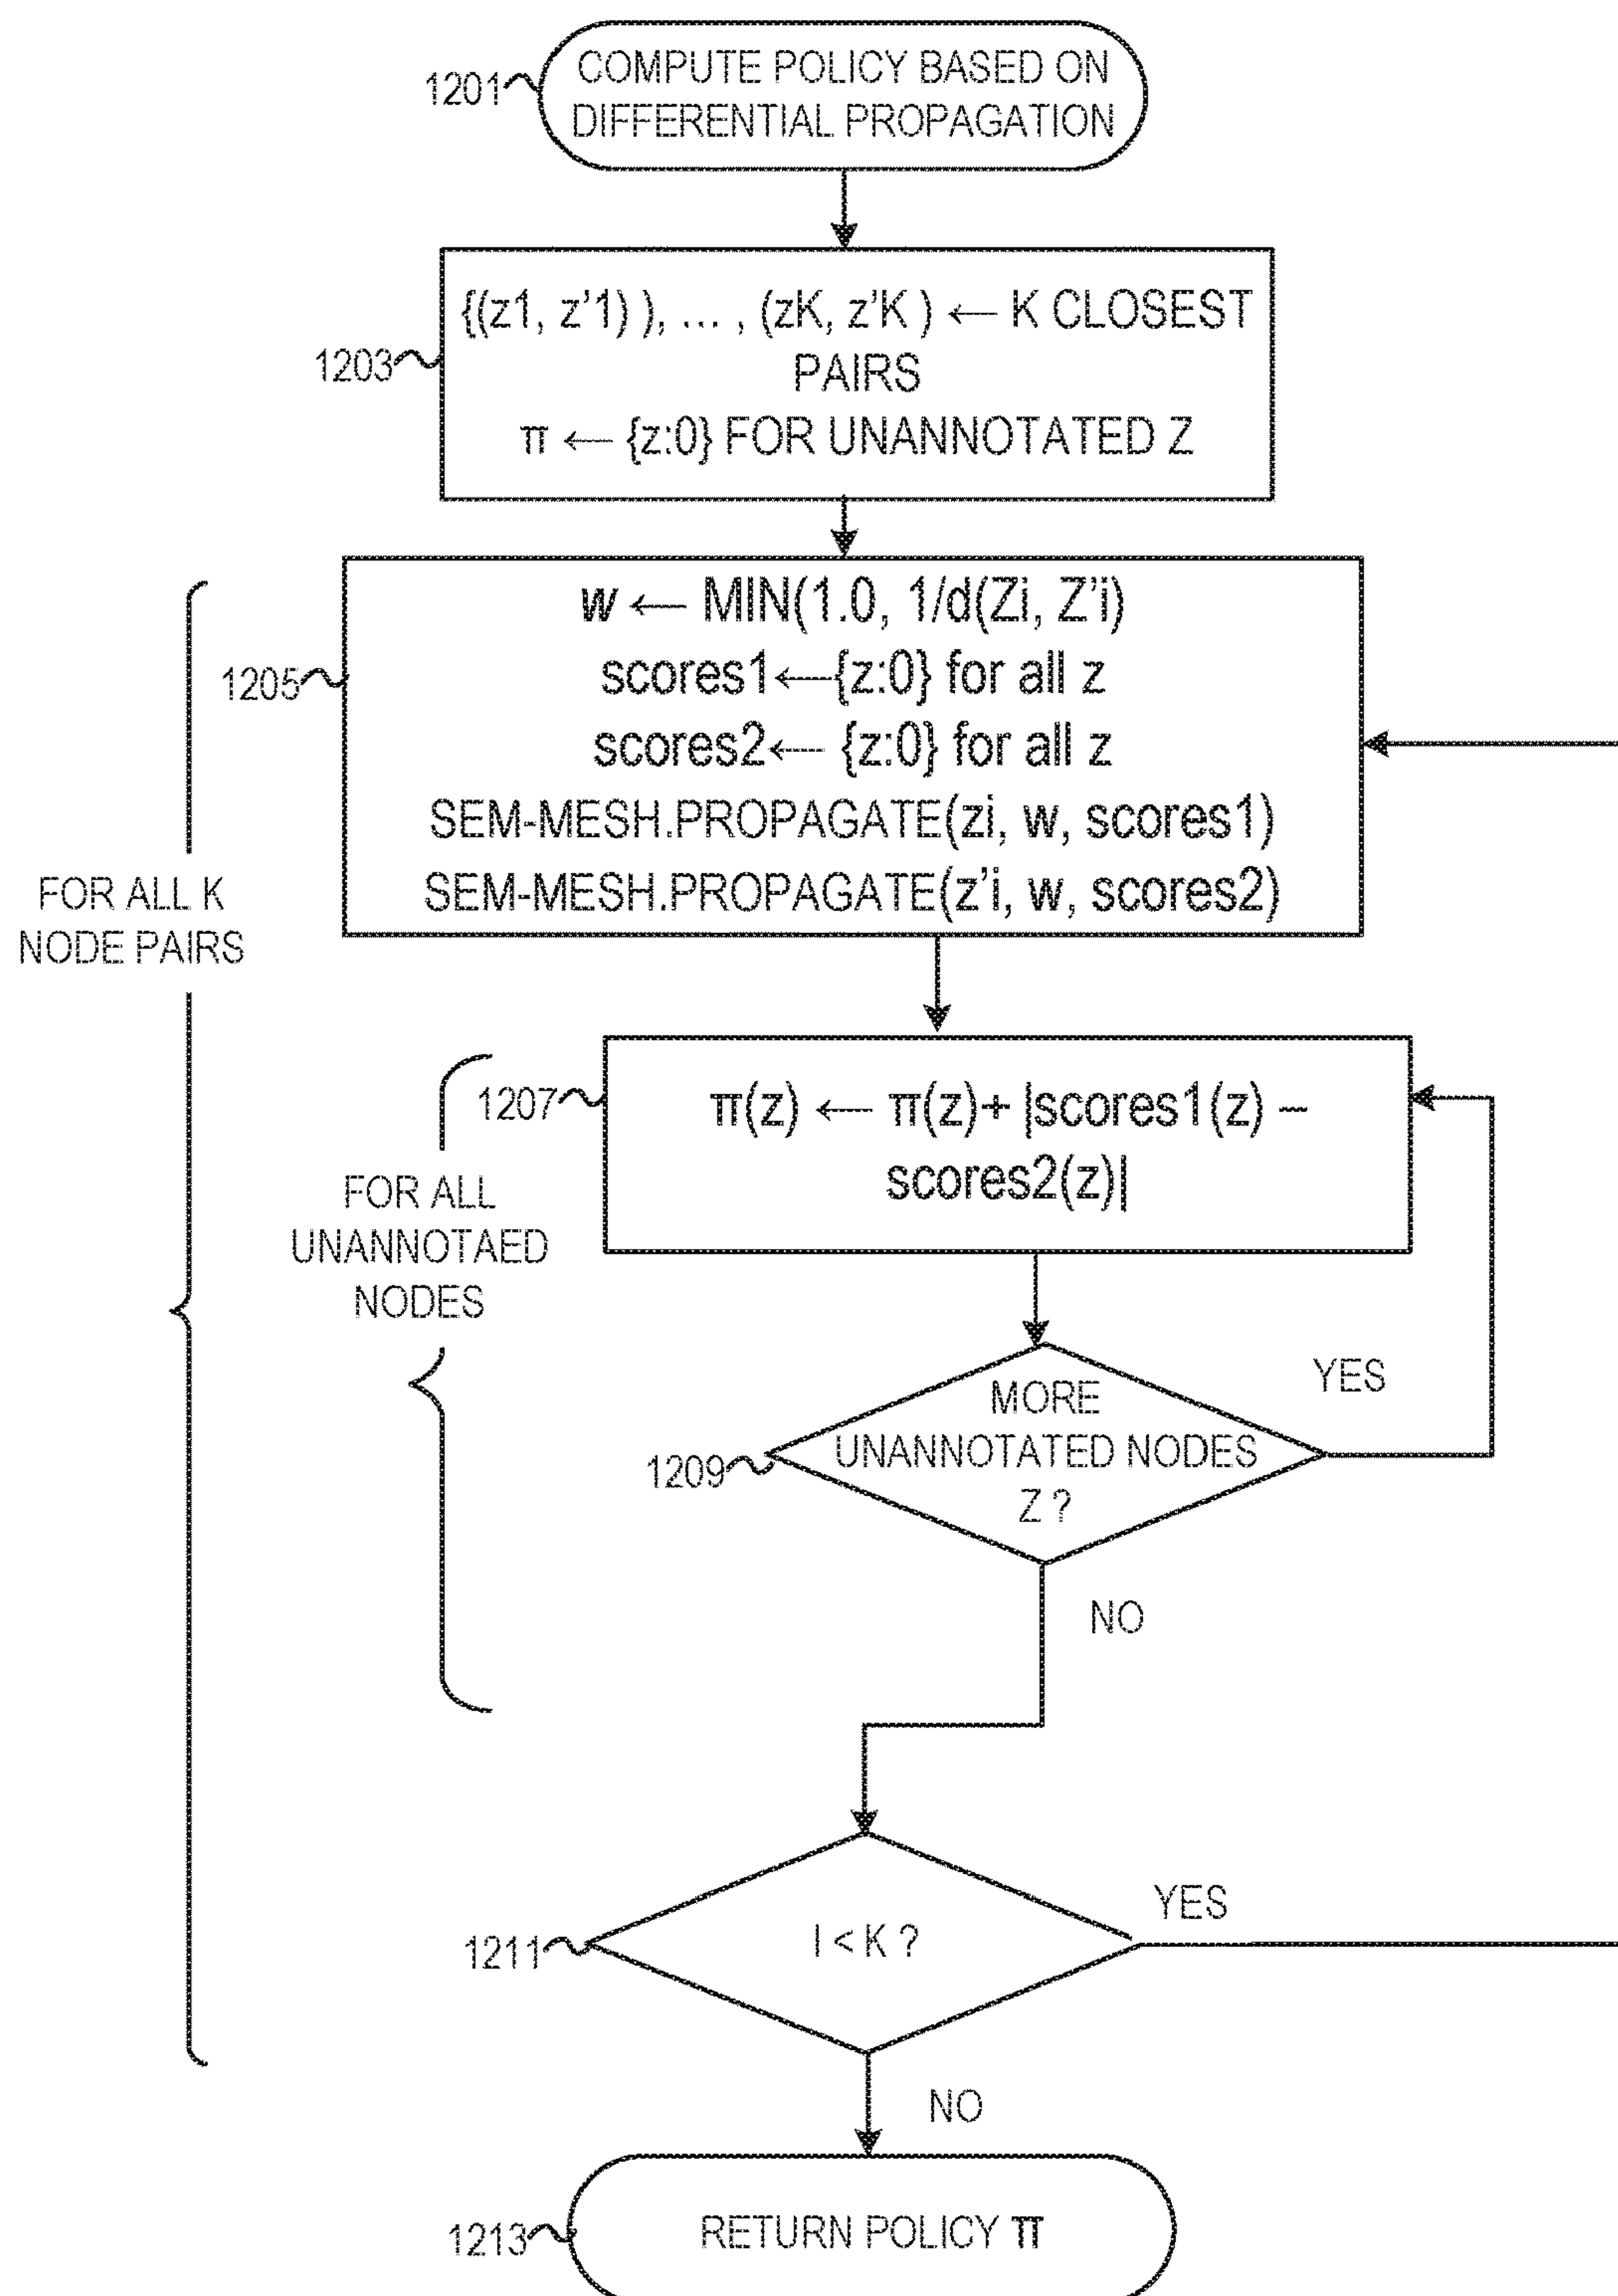 COMPUTE POLICY BASED ON
DIFFERENTIAL PROPAGATION
1201
{(z1, z'1) ), ... , (zK, z'K ) ← K CLOSEST
PAIRS
π ← {z:0} FOR UNANNOTATED Z
1203
w ← MIN(1.0, 1/d(Zi, Z'i)
scores1←{z:0} for all z
scores2← {z:0} for all z
SEM-MESH.PROPAGATE(zi, w, scores1)
SEM-MESH.PROPAGATE(z'i, w, scores2)
1205
FOR ALL K
NODE PAIRS
π(z) ← π(z)+ |scores1(z) –
scores2(z)|
1207
FOR ALL
UNANNOTAED
NODES
MORE
UNANNOTATED NODES
Z ?
1209
YES
NO
I < K ?
1211
YES
NO
RETURN POLICY π
1213